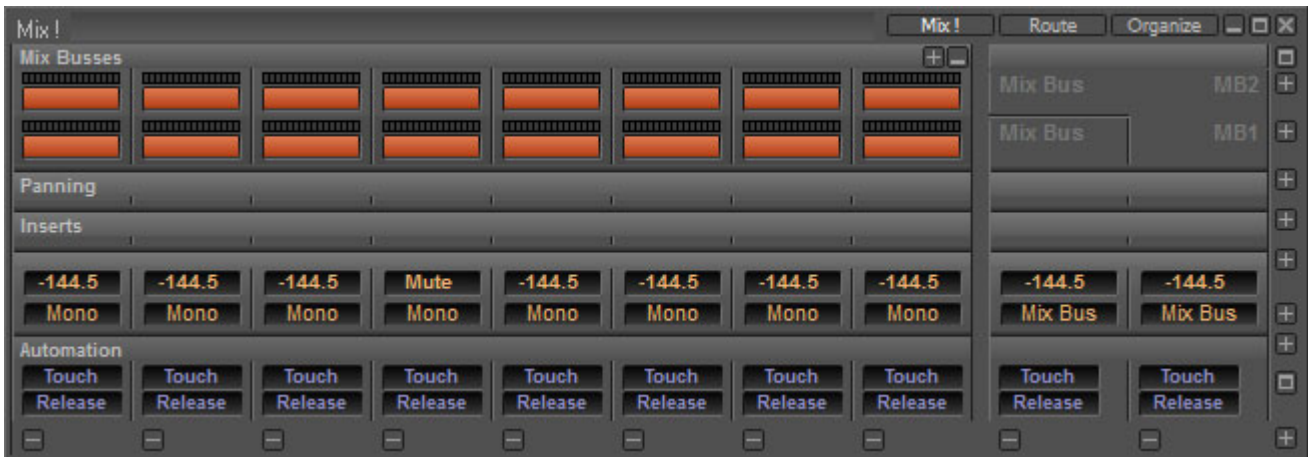 Mix ! Mix ! Route Organize
Mix Busses
Mix Bus MB2
Mix Bus MB1
Panning
Inserts
-144.5 -144.5 -144.5 Mute -144.5 -144.5 -144.5 -144.5 -144.5 -144.5
Mono Mono Mono Mono Mono Mono Mono Mono Mix Bus Mix Bus
Automation
Touch Touch Touch Touch Touch Touch Touch Touch Touch Touch
Release Release Release Release Release Release Release Release Release Release